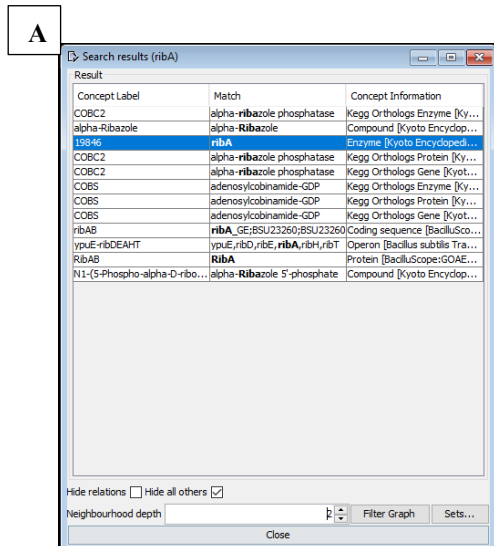 A
Search results (ribA)
Result
Concept Label Match Concept Information
COBC2 alpha-ribazole phosphatase Kegg Orthologs Enzyme [Ky...
alpha-Ribazole alpha-Ribazole Compound [Kyoto Encyclop...
19846 ribA Enzyme [Kyoto Encyclopedi...
COBC2 alpha-ribazole phosphatase Kegg Orthologs Protein [Ky...
COBC2 alpha-ribazole phosphatase Kegg Orthologs Gene [Kyot...
COBS adenosylcobinamide-GDP Kegg Orthologs Enzyme [Ky...
COBS adenosylcobinamide-GDP Kegg Orthologs Protein [Ky...
COBS adenosylcobinamide-GDP Kegg Orthologs Gene [Kyot...
ribAB ribA_GE;BSU23260;BSU23260 Coding sequence [BacilluSco...
ypuE-ribDEAHT ypuE,ribD,ribE,ribA,ribH,ribT Operon [Bacillus subtilis Tra...
RibAB RibA Protein [BacilluScope:GOAE...
N1-(5-Phospho-alpha-D-ribo... alpha-Ribazole 5'-phosphate Compound [Kyoto Encyclop...
Hide relations Hide all others
Neighbourhood depth 2 Filter Graph Sets...
Close